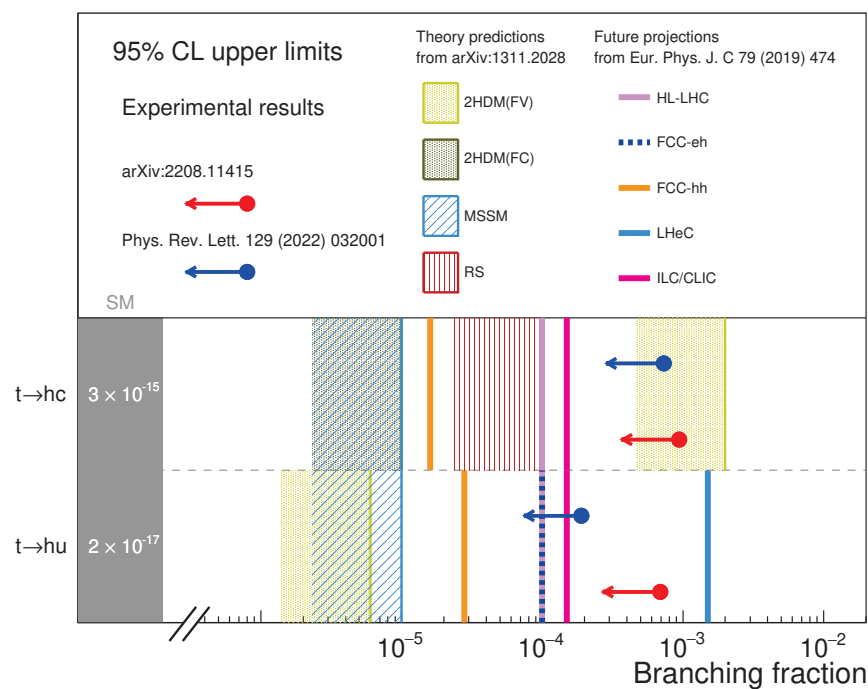 95% CL upper limits
Experimental results
arXiv:2208.11415
Phys. Rev. Lett. 129 (2022) 032001
Theory predictions
from arXiv:1311.2028
2HDM(FV)
2HDM(FC)
MSSM
RS
Future projections
from Eur. Phys. J. C 79 (2019) 474
HL-LHC
FCC-eh
FCC-hh
LHeC
ILC/CLIC
SM
t→hc
3 × 10⁻¹⁵
t→hu
2 × 10⁻¹⁷
10⁻⁵ 10⁻⁴ 10⁻³ 10⁻²
Branching fraction